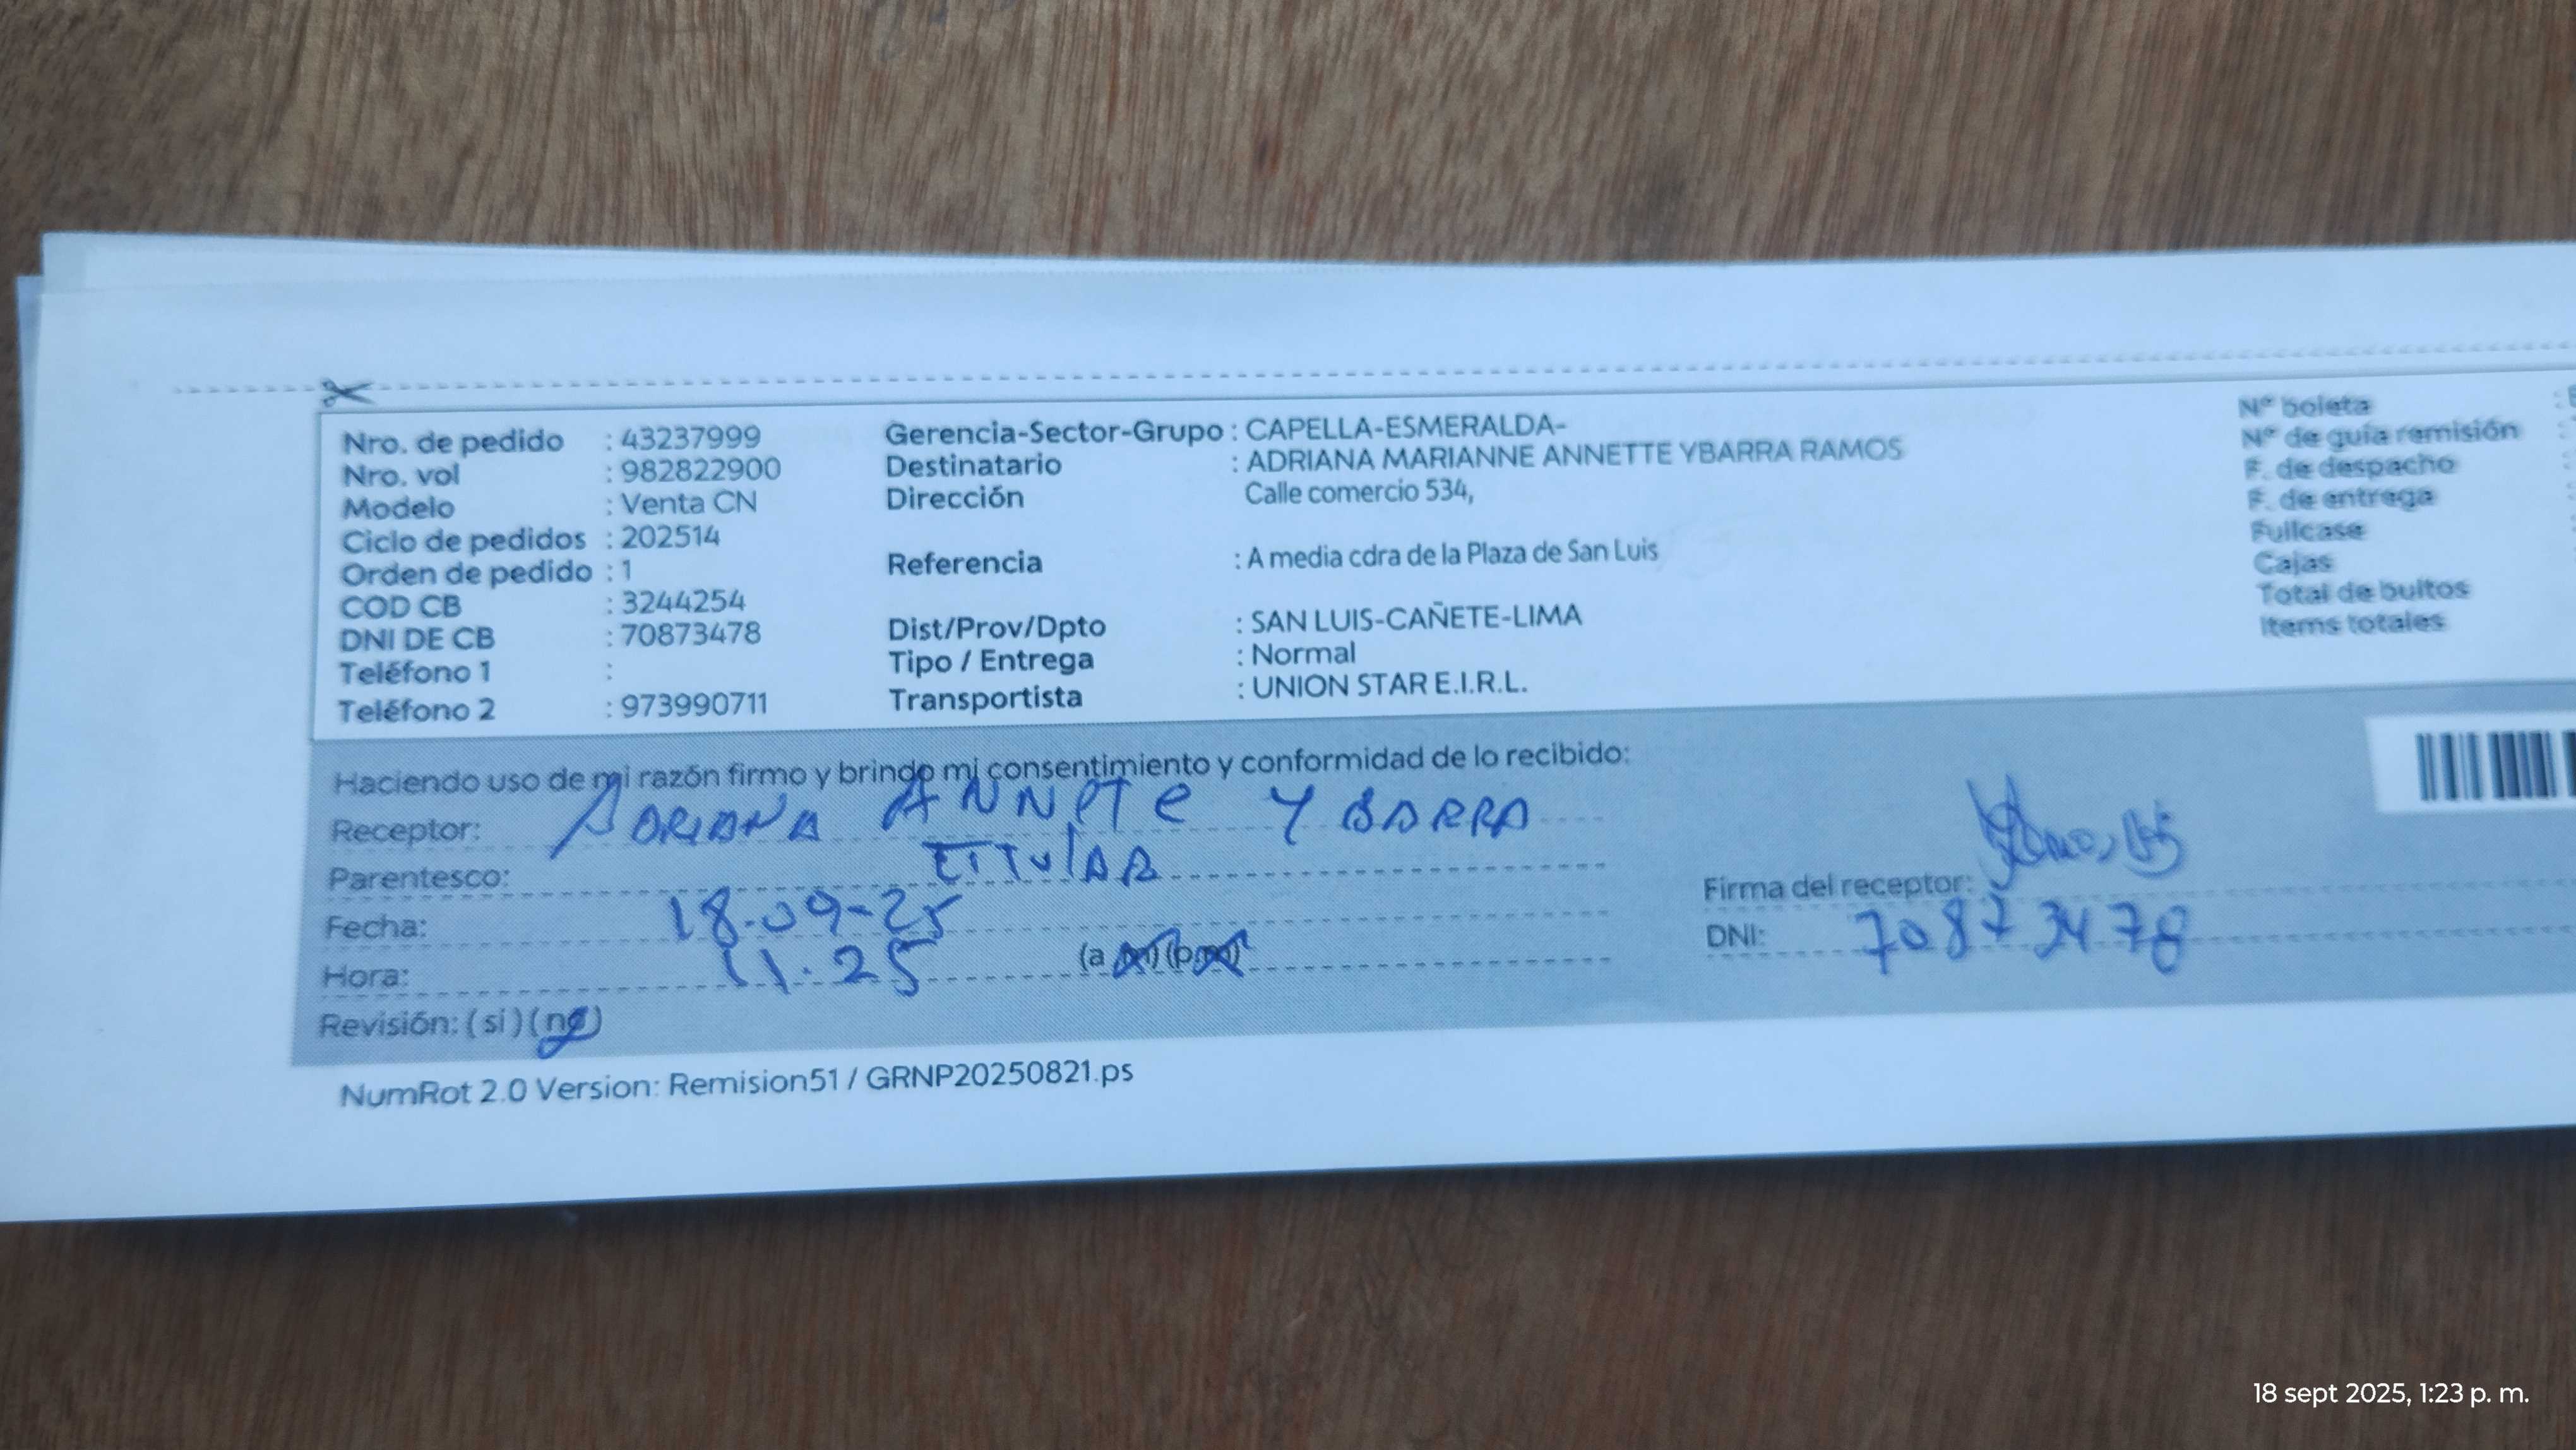 Nro. de pedido : 43237999
Nro. vol : 982822900
Modelo : Venta CN
Ciclo de pedidos : 202514
Orden de pedido : 1
COD CB : 3244254
DNI DE CB : 70873478
Teléfono 1 :
Teléfono 2 : 973990711
Gerencia-Sector-Grupo : CAPELLA-ESMERALDA-
Destinatario : ADRIANA MARIANNE ANNETTE YBARRA RAMOS
Dirección Calle comercio 534,
Referencia : A media cdra de la Plaza de San Luis
Dist/Prov/Dpto : SAN LUIS-CAÑETE-LIMA
Tipo / Entrega : Normal
Transportista : UNION STAR E.I.R.L.
Nº boleta :
Nº de guía remisión :
F. de despacho :
F. de entrega :
Fullcase
Cajas
Total de bultos
Items totales
Haciendo uso de mi razón firmo y brindo mi consentimiento y conformidad de lo recibido:
Receptor: ADRIANA ANNETE YBARRA
Parentesco: TITULAR
Fecha: 18-09-25
Hora: 11.25 (a.m) (p.m)
Revisión: (si) (no)
Firma del receptor:
DNI: 70873478
NumRot 2.0 Version: Remision51 / GRNP20250821.ps
18 sept 2025, 1:23 p. m.